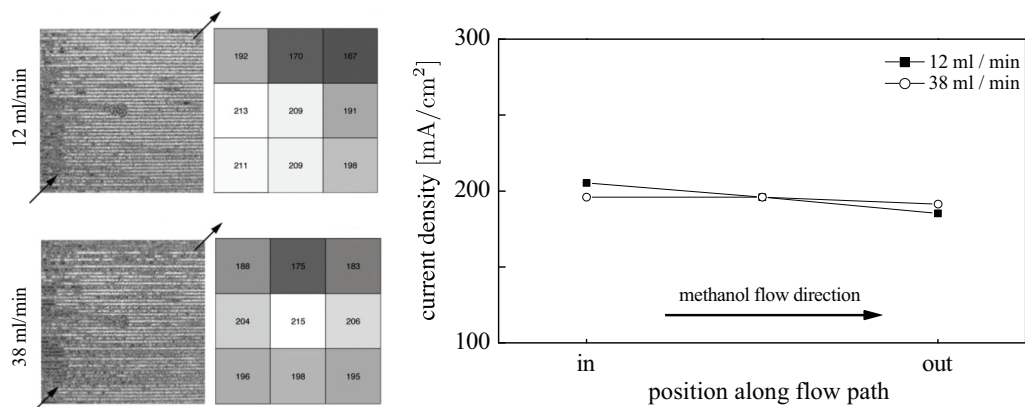 12 ml/min
192 170 167
213 209 191
211 209 198
38 ml/min
188 175 183
204 215 206
196 198 195
300
200
100
current density [mA/cm²]
12 ml / min
38 ml / min
methanol flow direction
in out
position along flow path